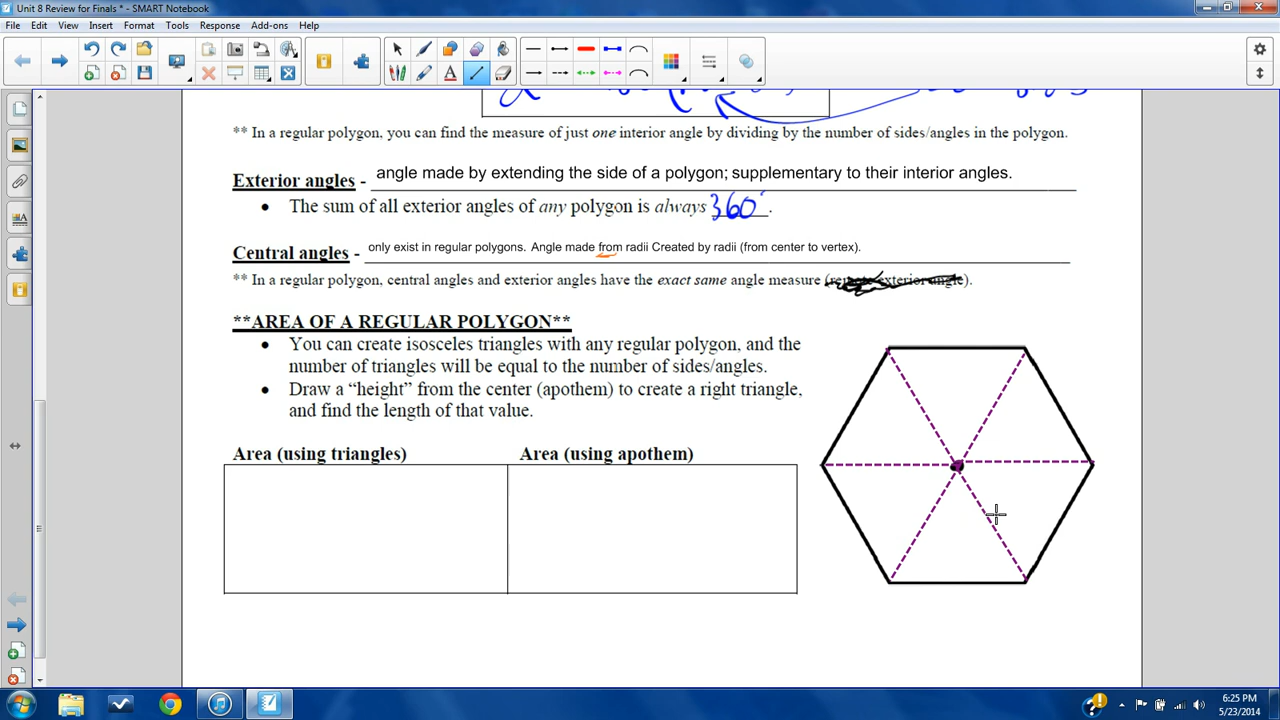 Unit 8 Review for Finals * - SMART Notebook
File Edit View Insert Format Tools Response Add-ons Help
** In a regular polygon, you can find the measure of just one interior angle by dividing by the number of sides/angles in the polygon.
Exterior angles - angle made by extending the side of a polygon; supplementary to their interior angles.
• The sum of all exterior angles of any polygon is always 360°.
Central angles - only exist in regular polygons. Angle made from radii Created by radii (from center to vertex).
** In a regular polygon, central angles and exterior angles have the exact same angle measure (remote exterior angle).
**AREA OF A REGULAR POLYGON**
• You can create isosceles triangles with any regular polygon, and the
number of triangles will be equal to the number of sides/angles.
• Draw a “height” from the center (apothem) to create a right triangle,
and find the length of that value.
Area (using triangles) Area (using apothem)
6:25 PM
5/23/2014